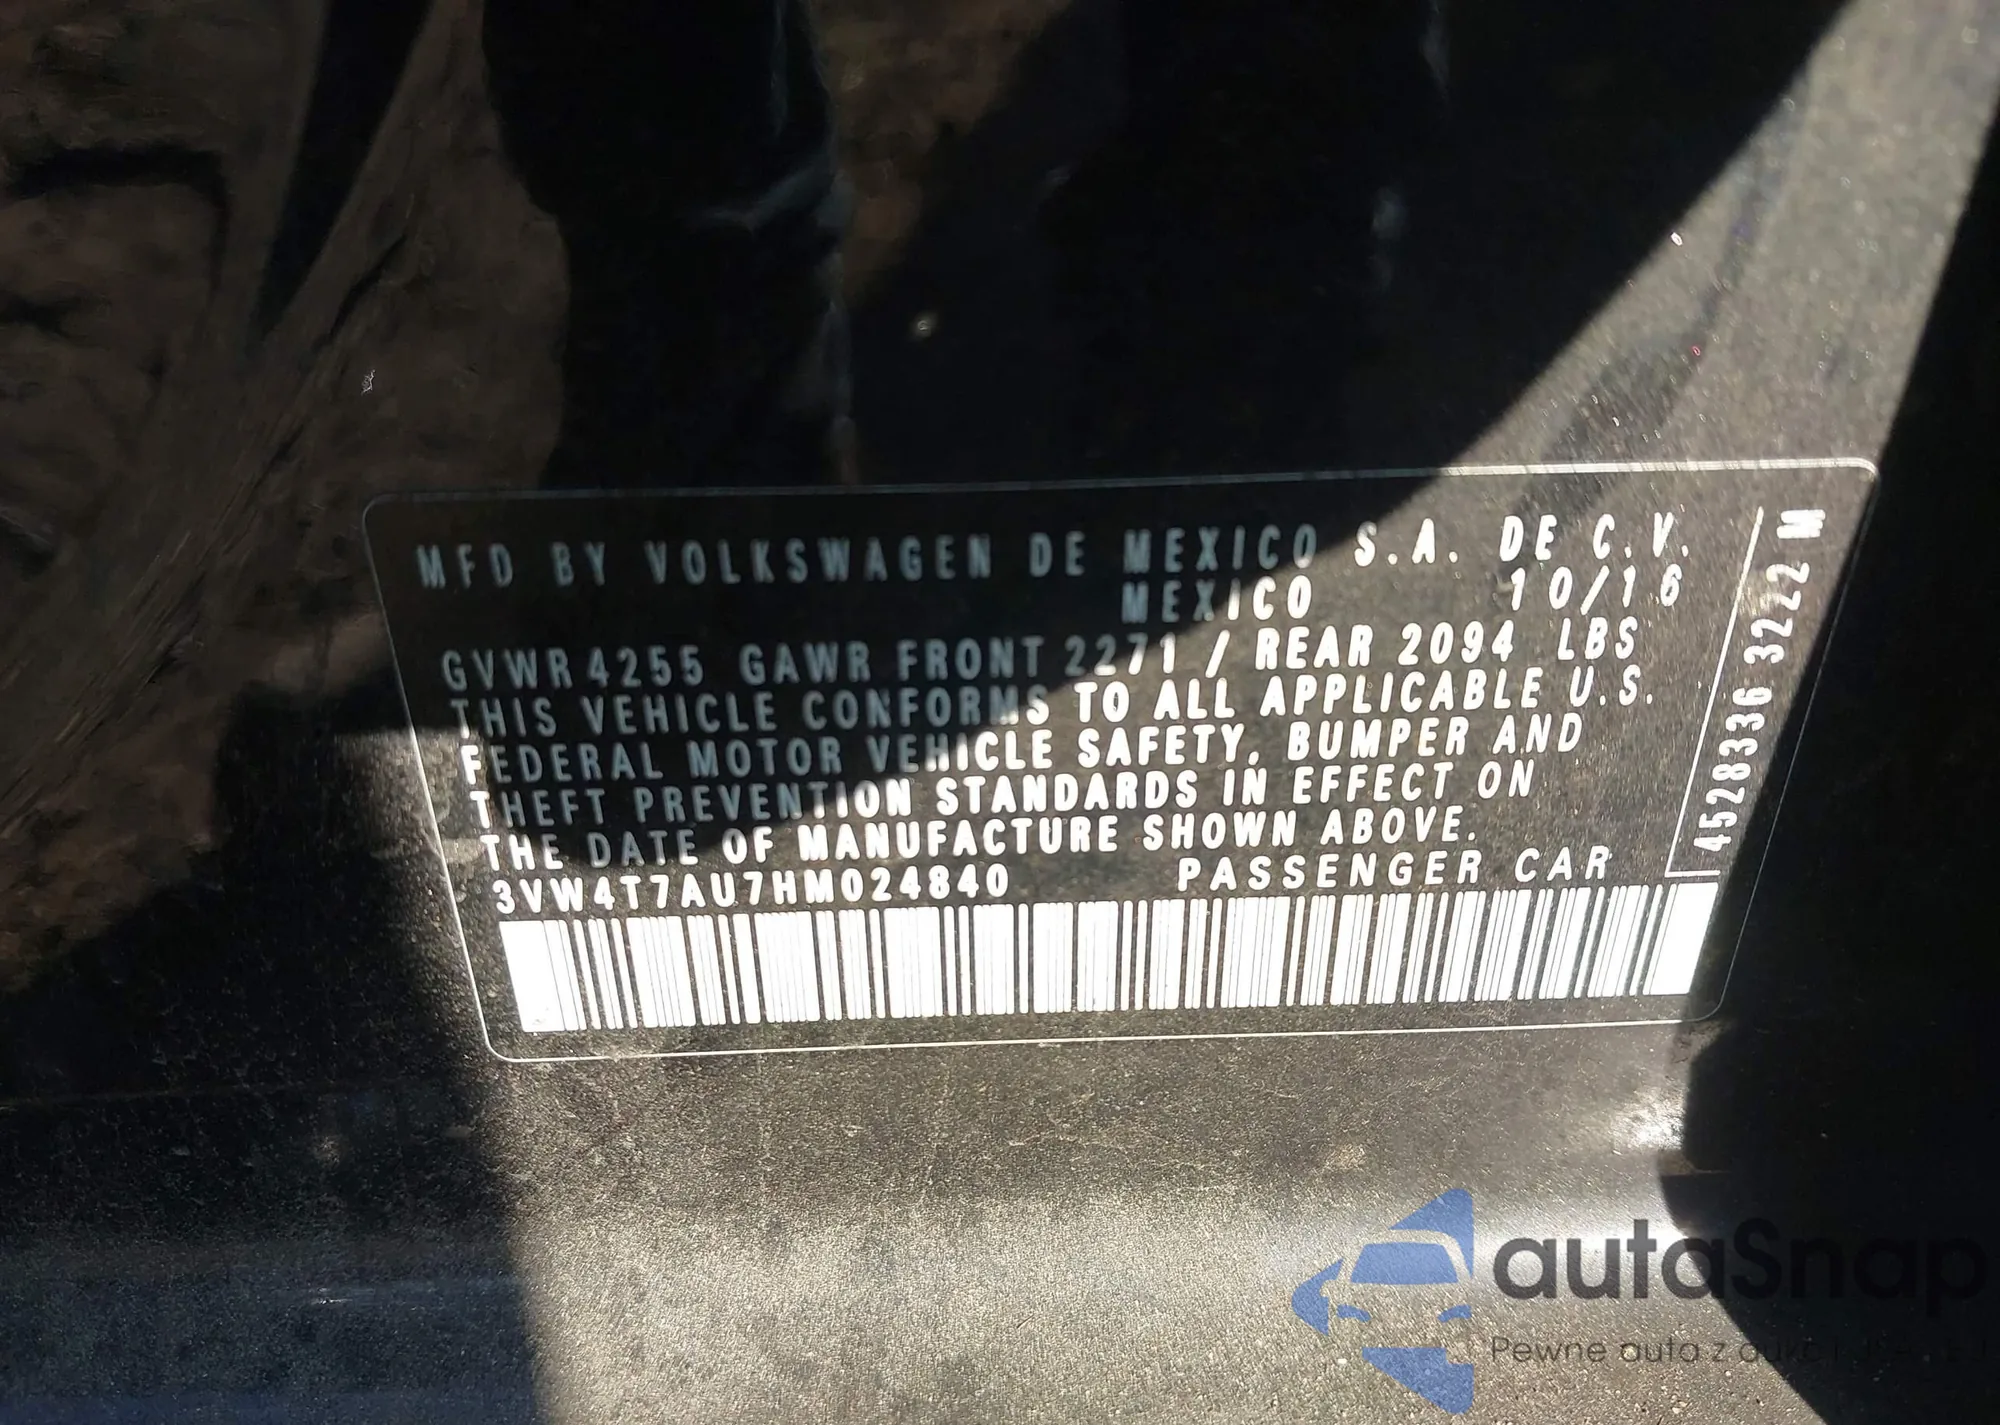 MFD BY VOLKSWAGEN DE MEXICO S.A. DE C.V.
MEXICO 10/16
GVWR 4255 GAWR FRONT 2271 / REAR 2094 LBS
THIS VEHICLE CONFORMS TO ALL APPLICABLE U.S.
FEDERAL MOTOR VEHICLE SAFETY, BUMPER AND
THEFT PREVENTION STANDARDS IN EFFECT ON
THE DATE OF MANUFACTURE SHOWN ABOVE.
3VW4T7AU7HM024840 PASSENGER CAR
4528336 3222 M
autaSnap
Pewne auta z